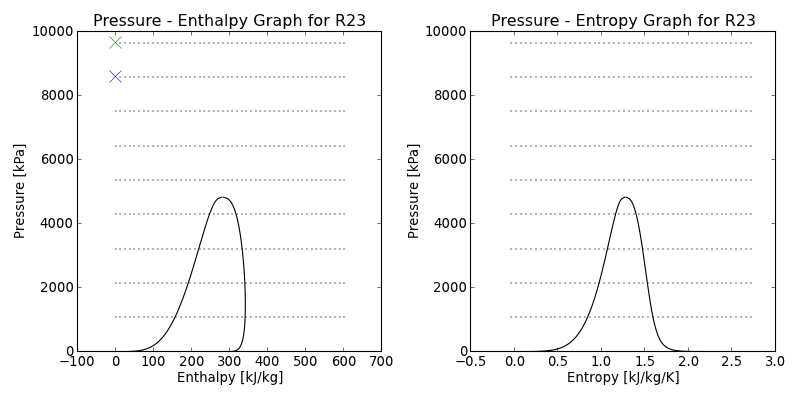 Pressure - Enthalpy Graph for R23
10000
8000
6000
4000
2000
0
Pressure [kPa]
−100 0 100 200 300 400 500 600 700
Enthalpy [kJ/kg]
Pressure - Entropy Graph for R23
10000
8000
6000
4000
2000
0
Pressure [kPa]
−0.5 0.0 0.5 1.0 1.5 2.0 2.5 3.0
Entropy [kJ/kg/K]